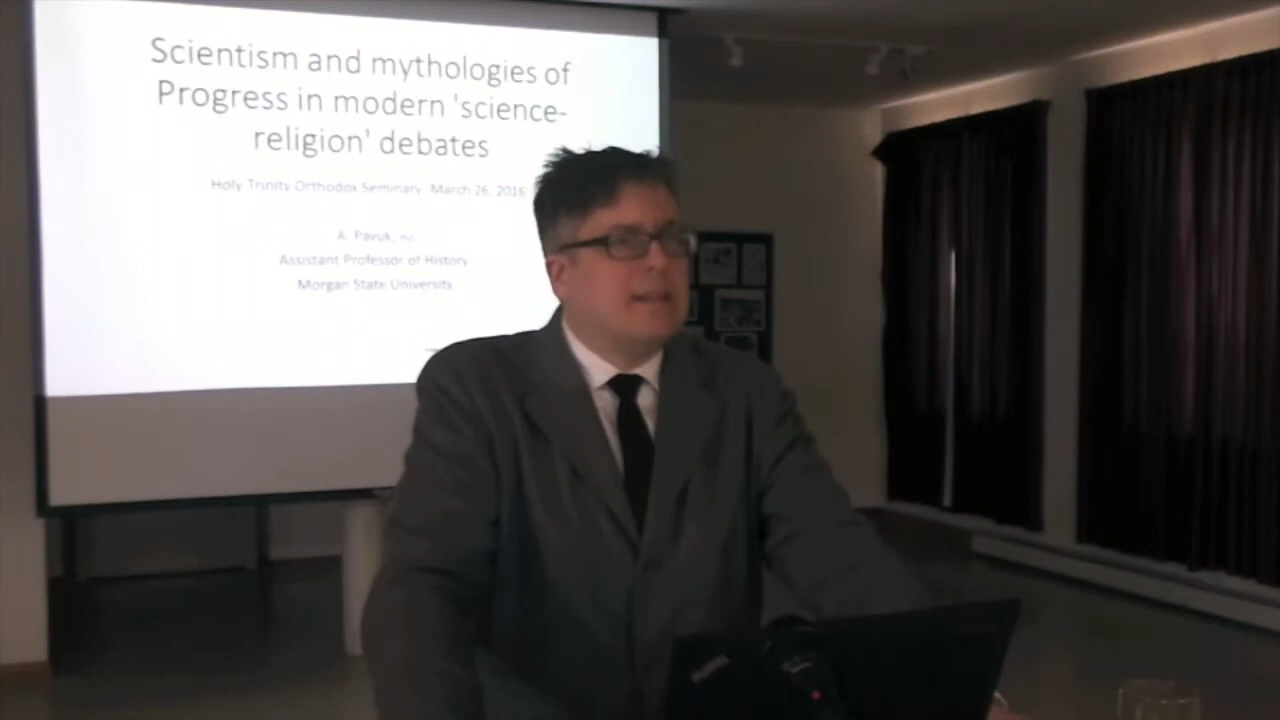 Scientism and mythologies of
Progress in modern 'science-
religion' debates
Holy Trinity Orthodox Seminary: March 26, 2016
A. Pavuk,
Assistant Professor of History
Morgan State University